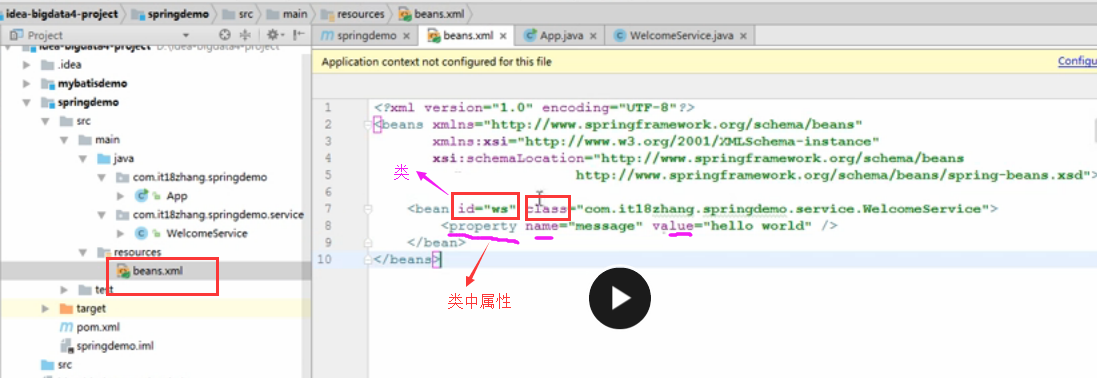 idea-bigdata4-project springdemo src main resources beans.xml
Project
springdemo beans.xml App.java WelcomeService.java
idea-bigdata4-project D:\idea-bigdata4-project
.idea
mybatisdemo
springdemo
src
main
java
com.it18zhang.springdemo
App
com.it18zhang.springdemo.service
WelcomeService
resources
beans.xml
test
target
pom.xml
springdemo.iml
src
Application context not configured for this file
Configu
1 <?xml version="1.0" encoding="UTF-8"?>
2 <beans xmlns="http://www.springframework.org/schema/beans"
3 xmlns:xsi="http://www.w3.org/2001/XMLSchema-instance"
4 xsi:schemaLocation="http://www.springframework.org/schema/beans
5 http://www.springframework.org/schema/beans/spring-beans.xsd">
类
6
7 <bean id="ws" class="com.it18zhang.springdemo.service.WelcomeService">
8 <property name="message" value="hello world" />
9 </bean>
10 </beans>
类中属性